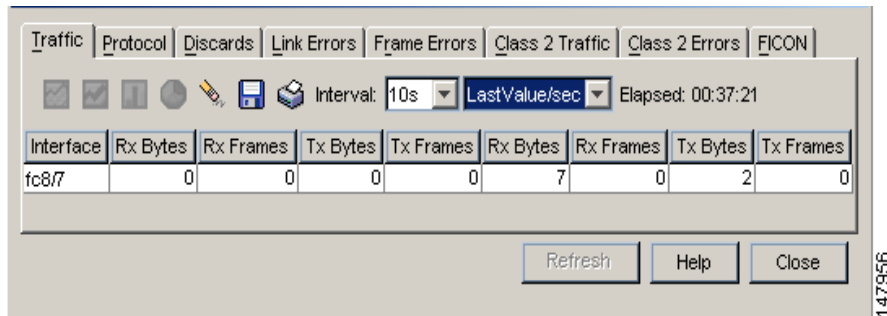 Traffic Protocol Discards Link Errors Frame Errors Class 2 Traffic Class 2 Errors FICON
Interval: 10s LastValue/sec Elapsed: 00:37:21
Interface Rx Bytes Rx Frames Tx Bytes Tx Frames Rx Bytes Rx Frames Tx Bytes Tx Frames
fc8/7 0 0 0 0 7 0 2 0
Refresh Help Close
147956